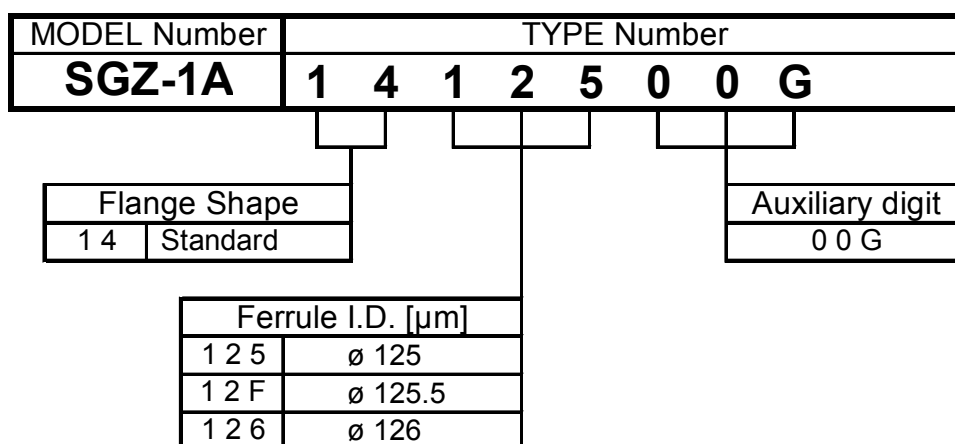 MODEL Number TYPE Number
SGZ-1A 1 4 1 2 5 0 0 G
Flange Shape Auxiliary digit
1 4 Standard 0 0 G
Ferrule I.D. [µm]
1 2 5 ø 125
1 2 F ø 125.5
1 2 6 ø 126